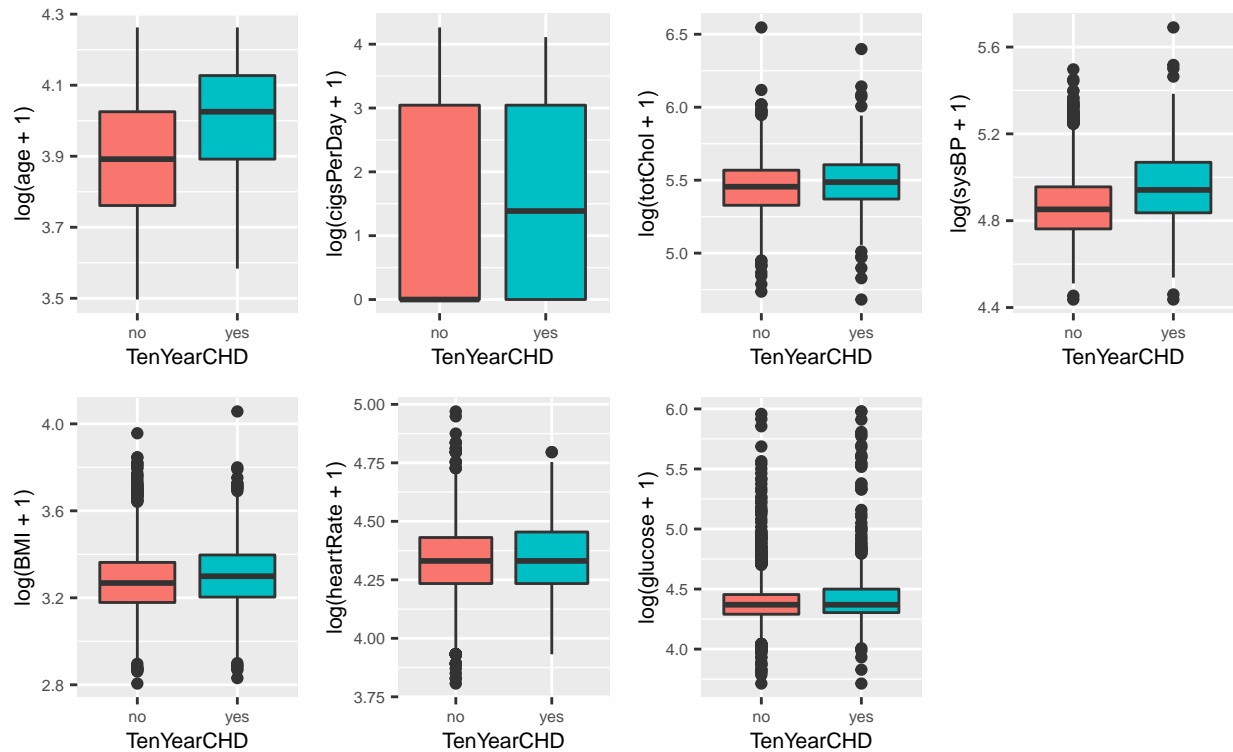 log(age + 1)
4.3
4.1
3.9
3.7
3.5
no
yes
TenYearCHD
log(cigsPerDay + 1)
4
3
2
1
0
no
yes
TenYearCHD
log(totChol + 1)
6.5
6.0
5.5
5.0
no
yes
TenYearCHD
log(sysBP + 1)
5.6
5.2
4.8
4.4
no
yes
TenYearCHD
log(BMI + 1)
4.0
3.6
3.2
2.8
no
yes
TenYearCHD
log(heartRate + 1)
5.00
4.75
4.50
4.25
4.00
3.75
no
yes
TenYearCHD
log(glucose + 1)
6.0
5.5
5.0
4.5
4.0
no
yes
TenYearCHD